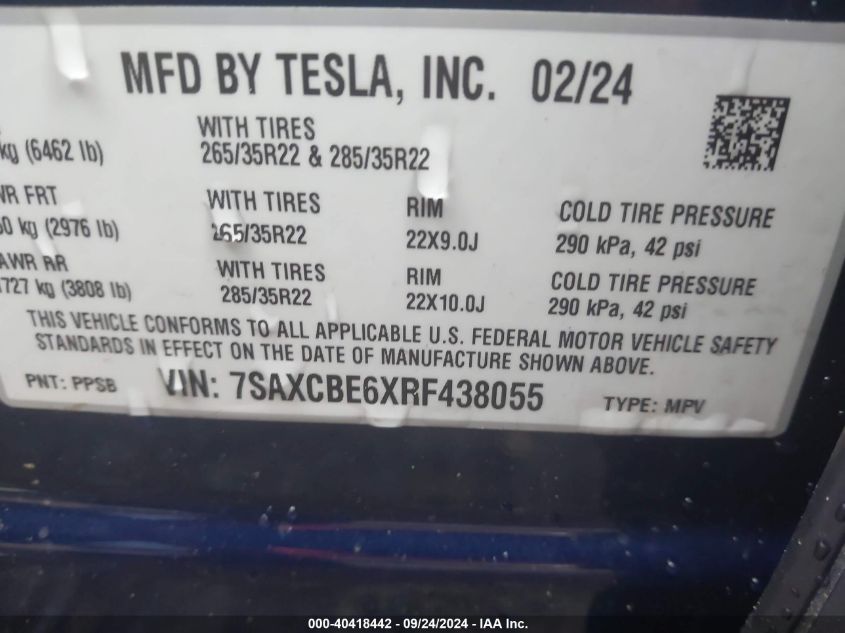 MFD BY TESLA, INC. 02/24
kg (6462 lb) WITH TIRES
265/35R22 & 285/35R22
WR FRT WITH TIRES RIM COLD TIRE PRESSURE
0 kg (2976 lb) 265/35R22 22X9.0J 290 kPa, 42 psi
AWR RR WITH TIRES RIM COLD TIRE PRESSURE
1727 kg (3808 lb) 285/35R22 22X10.0J 290 kPa, 42 psi
THIS VEHICLE CONFORMS TO ALL APPLICABLE U.S. FEDERAL MOTOR VEHICLE SAFETY
STANDARDS IN EFFECT ON THE DATE OF MANUFACTURE SHOWN ABOVE.
PNT: PPSB VIN: 7SAXCBE6XRF438055 TYPE: MPV
000-40418442 - 09/24/2024 - IAA Inc.